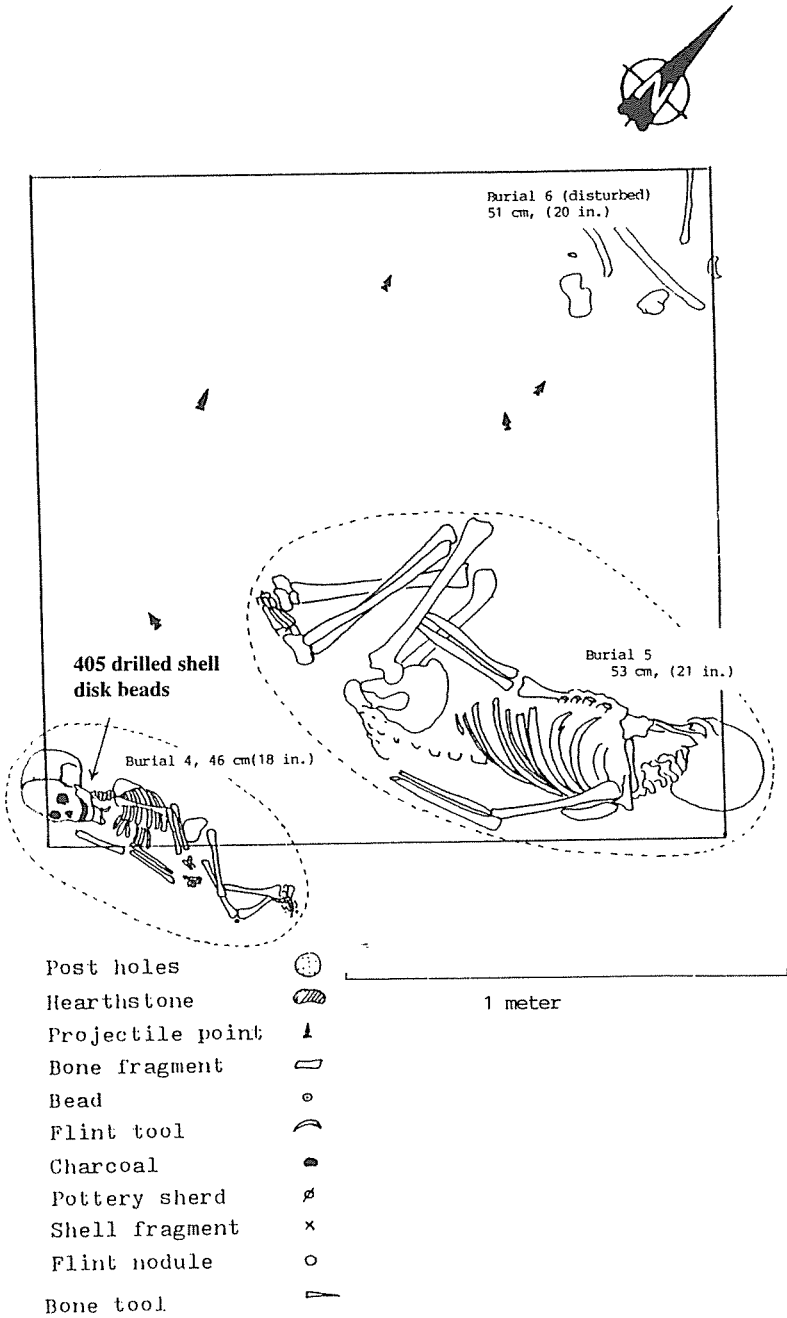 N
Burial 6 (disturbed)
51 cm, (20 in.)
Burial 5
53 cm, (21 in.)
405 drilled shell
disk beads
Burial 4, 46 cm(18 in.)
Post holes
Hearthstone
Projectile point
Bone fragment
Bead
Flint tool
Charcoal
Pottery sherd
Shell fragment
Flint nodule
Bone tool
1 meter